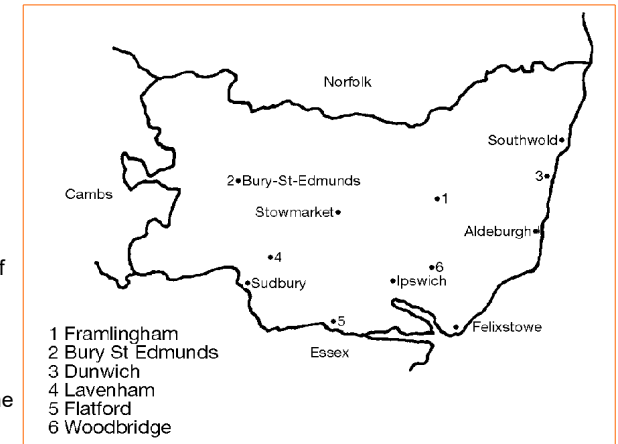 Norfolk
Southwold
2 Bury-St-Edmunds
3
Cambs
1
Stowmarket
Aldeburgh
f
4
6
Sudbury
Ipswich
5
Felixstowe
Essex
1 Framlingham
2 Bury St Edmunds
3 Dunwich
4 Lavenham
5 Flatford
6 Woodbridge